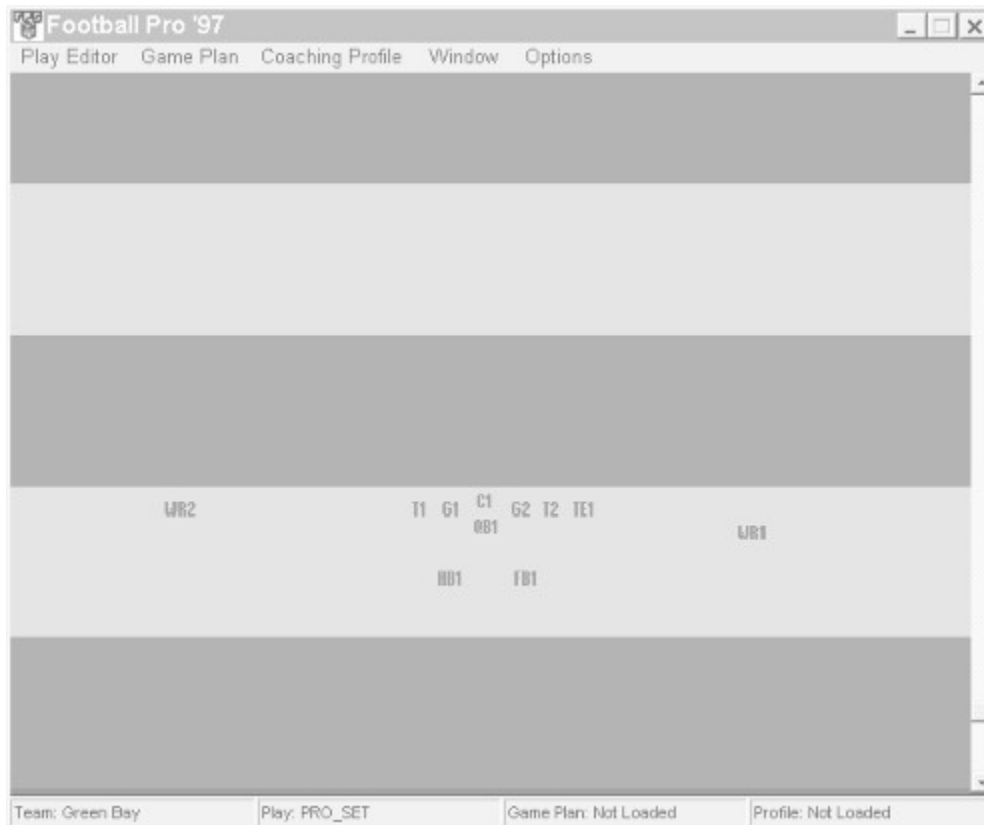 Football Pro '97
Play Editor Game Plan Coaching Profile Window Options
C1
WR2 T1 G1 G2 T2 TE1
QB1
WR1
HB1 FB1
Team: Green Bay Play: PRO_SET Game Plan: Not Loaded Profile: Not Loaded